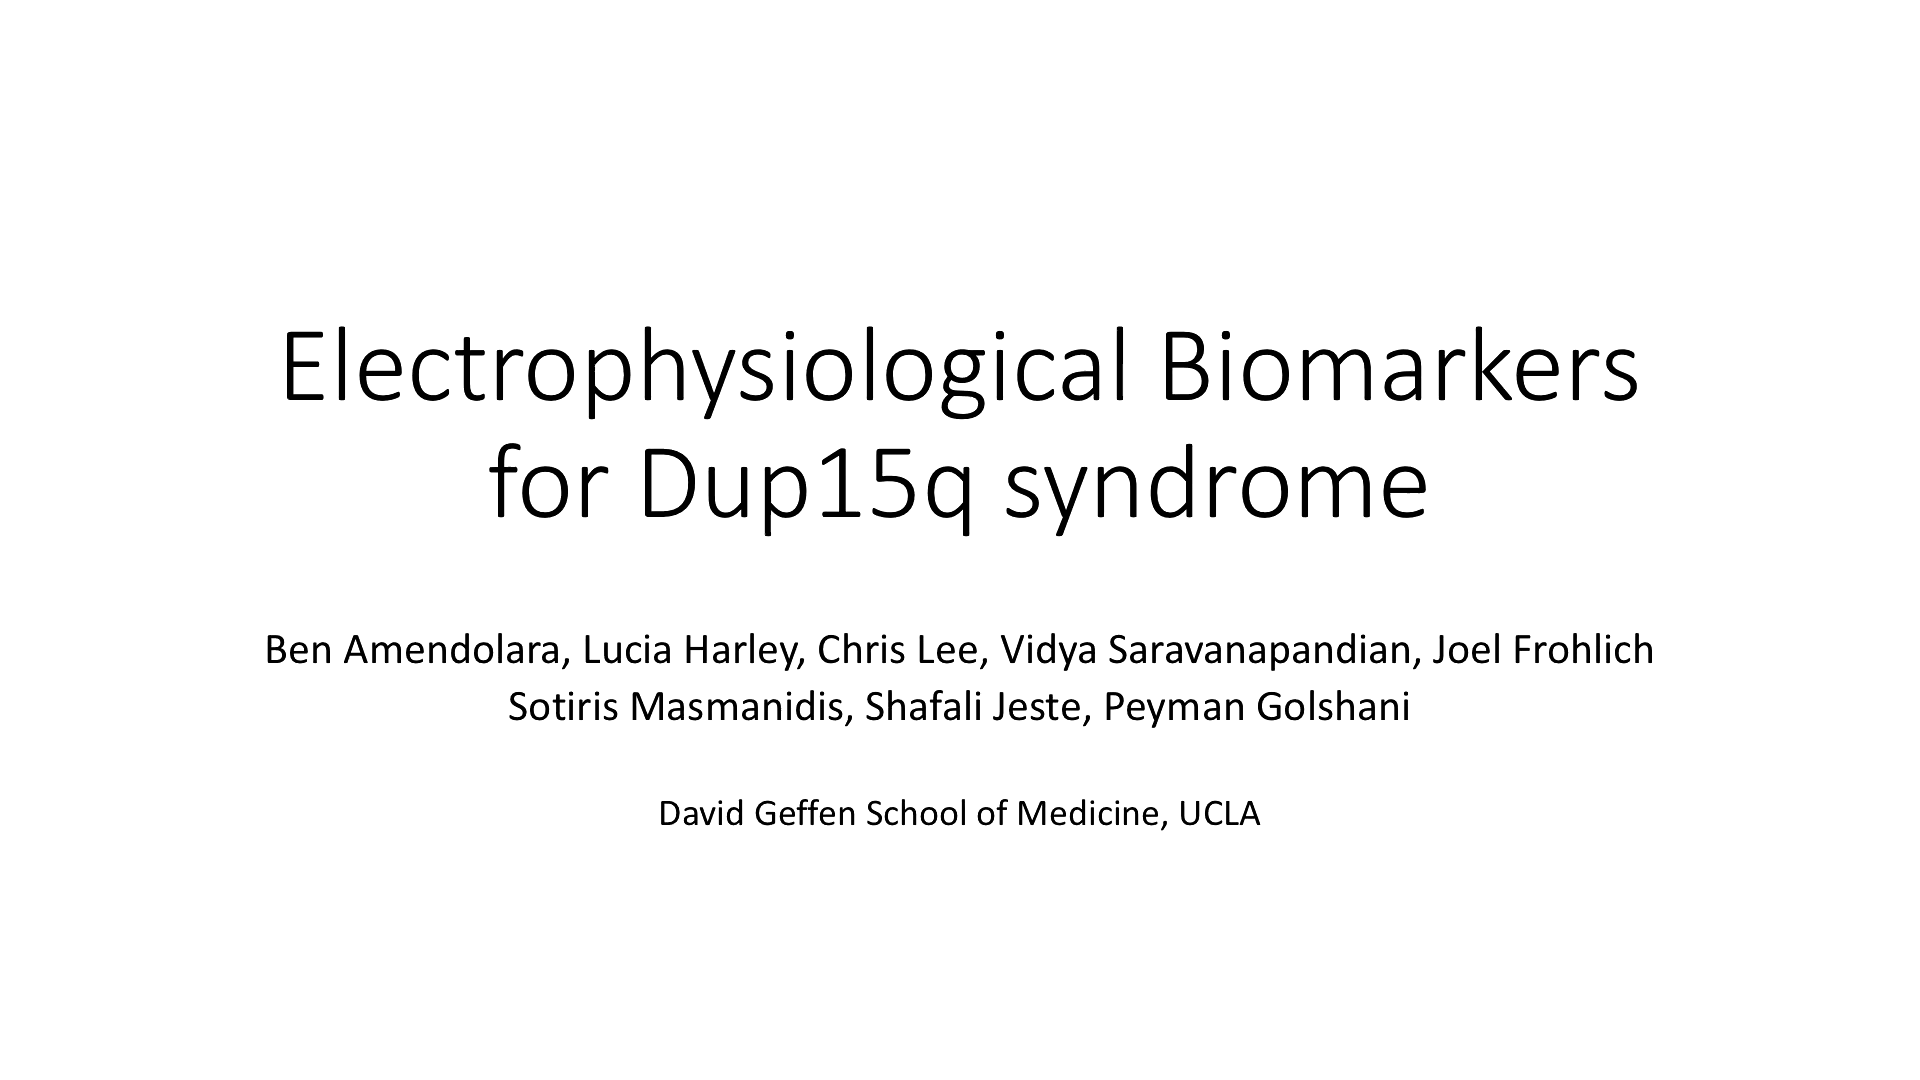 Electrophysiological Biomarkers
for Dup15q syndrome
Ben Amendolara, Lucia Harley, Chris Lee, Vidya Saravanapandian, Joel Frohlich
Sotiris Masmanidis, Shafali Jeste, Peyman Golshani
David Geffen School of Medicine, UCLA